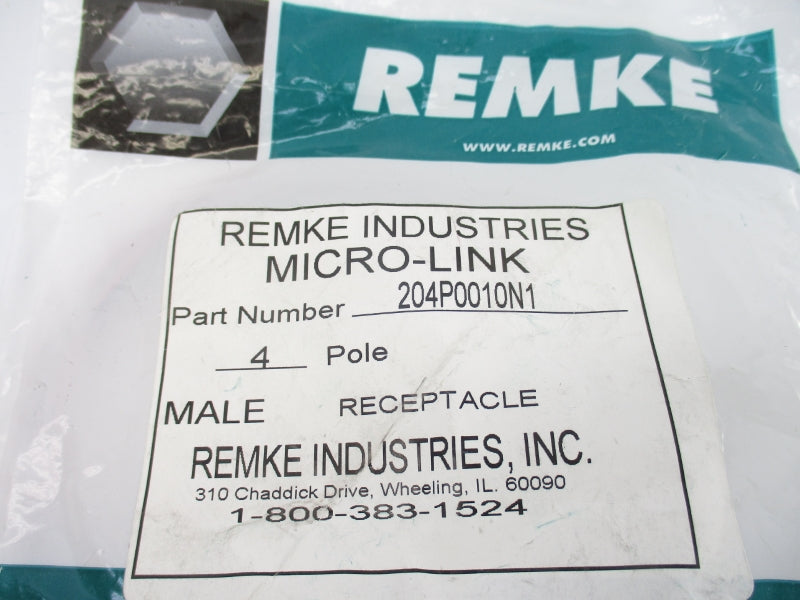 REMKE
WWW.REMKE.COM
REMKE INDUSTRIES
MICRO-LINK
Part Number 204P0010N1
4 Pole
MALE RECEPTACLE
REMKE INDUSTRIES, INC.
310 Chaddick Drive, Wheeling, IL. 60090
1-800-383-1524